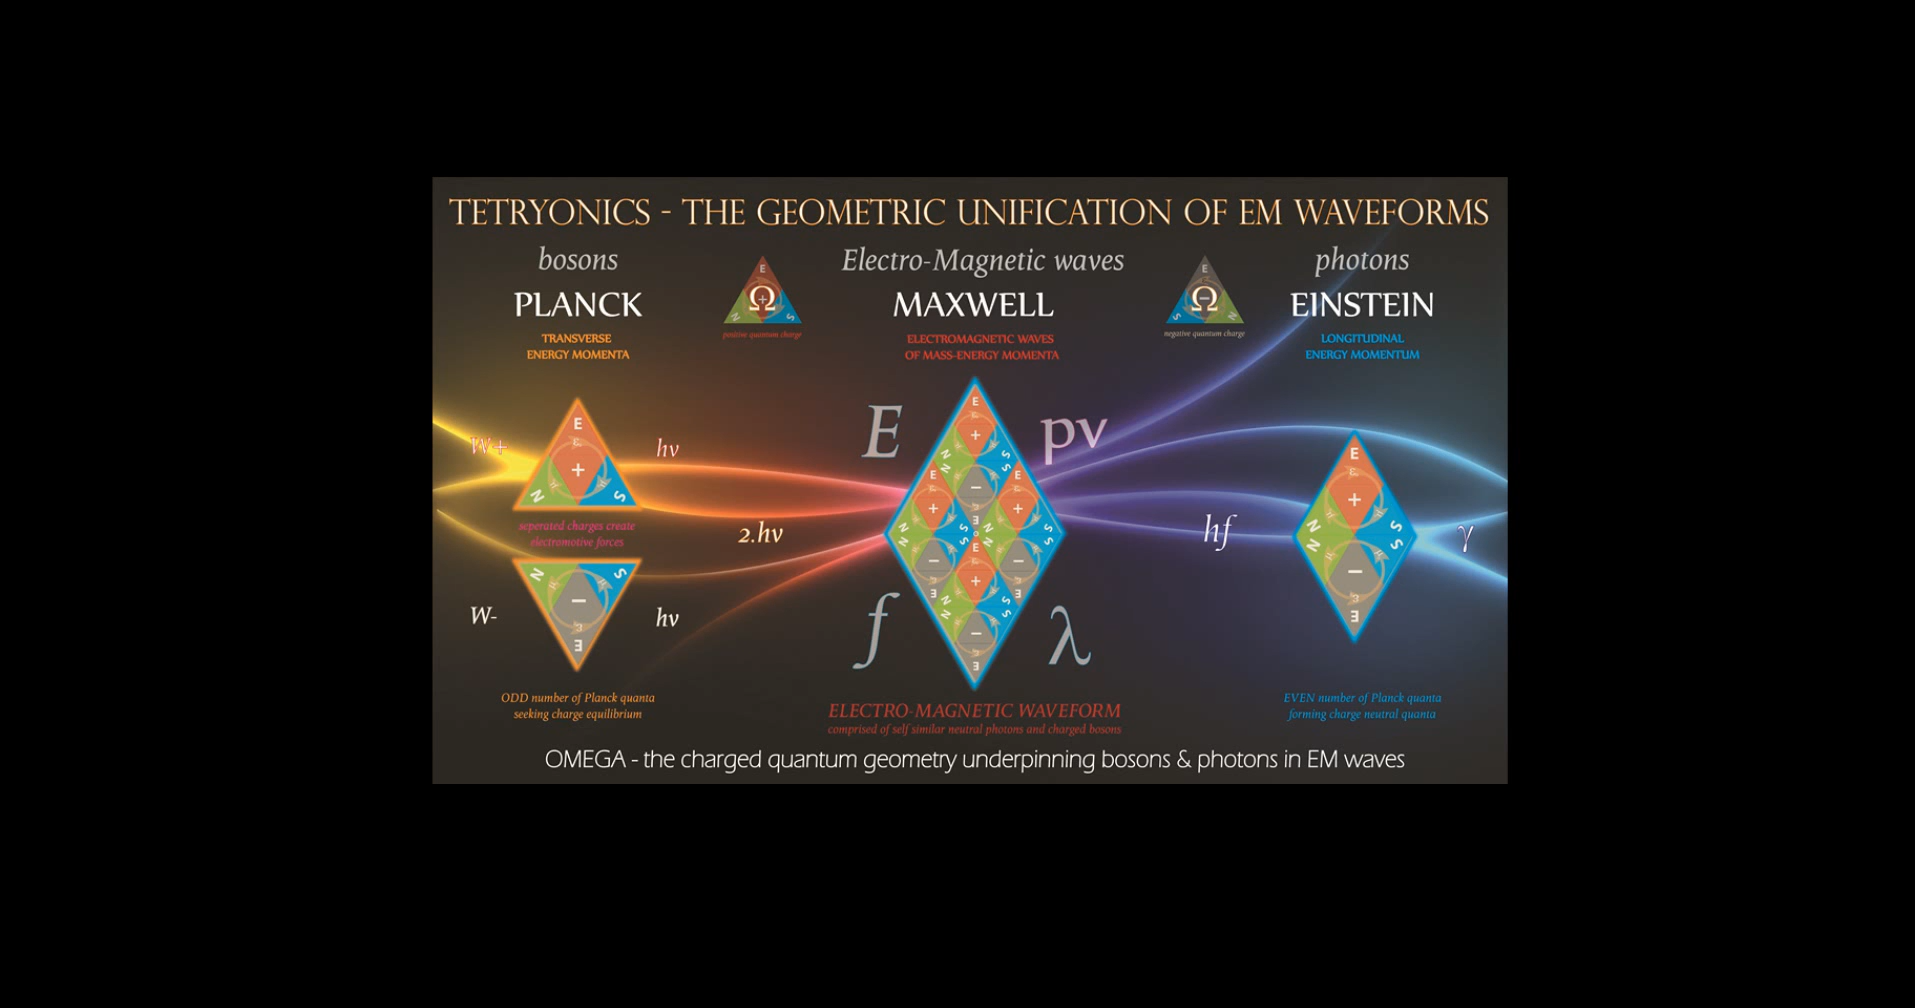 TETRYONICS - THE GEOMETRIC UNIFICATION OF EM WAVEFORMS
bosons
PLANCK
TRANSVERSE
ENERGY MOMENTA
E
Ω
+
N
S
positive quantum charge
Electro-Magnetic waves
MAXWELL
ELECTROMAGNETIC WAVES
OF MASS-ENERGY MOMENTA
E
Ω
−
S
N
negative quantum charge
photons
EINSTEIN
LONGITUDINAL
ENERGY MOMENTUM
W+
E
ε
+
μ
μ
N
S
hν
seperated charges create
electromotive forces
2.hν
W-
N
S
−
E
hν
ODD number of Planck quanta
seeking charge equilibrium
E
pv
f
λ
E
+
N
S
N
S
E
−
E
+
+
N
S
E
N
S
E
−
+
−
E
N
S
E
N
S
−
E
ELECTRO-MAGNETIC WAVEFORM
comprised of self similar neutral photons and charged bosons
hf
E
ε
+
N
S
N
S
−
E
γ
EVEN number of Planck quanta
forming charge neutral quanta
OMEGA - the charged quantum geometry underpinning bosons & photons in EM waves